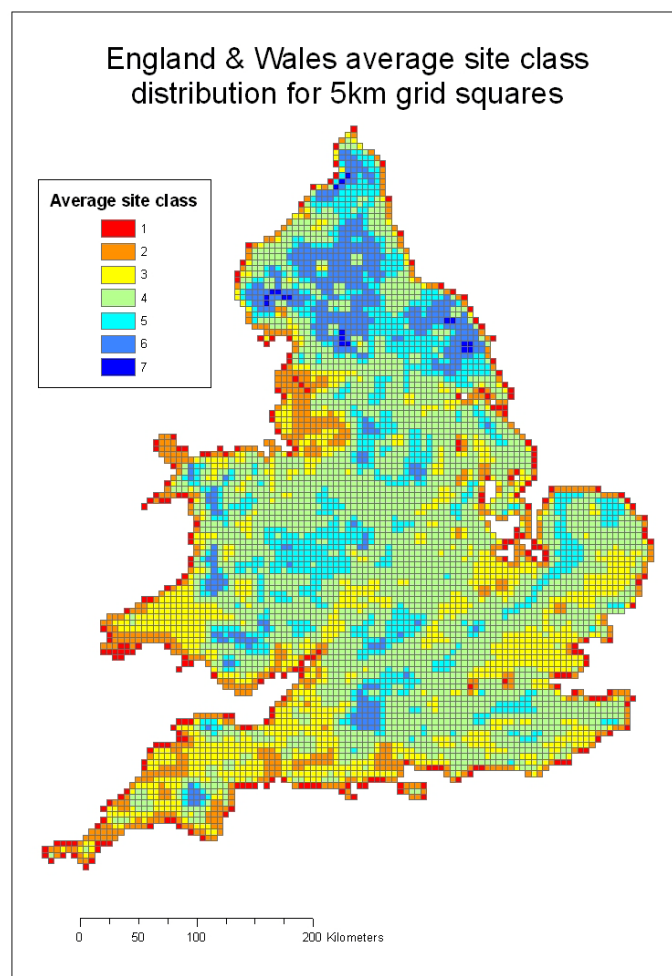 England & Wales average site class
distribution for 5km grid squares
Average site class
1
2
3
4
5
6
7
0 50 100 200 Kilometers